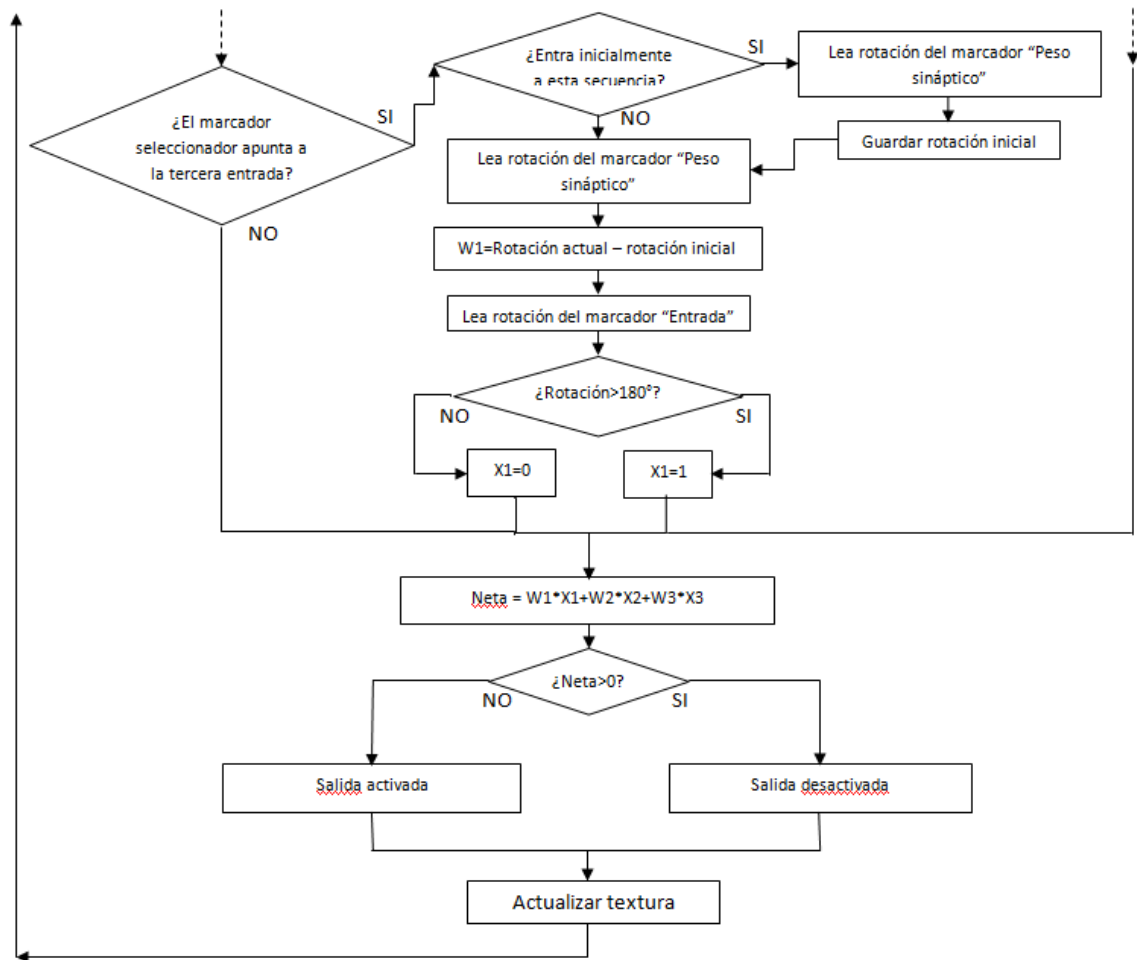 ¿Entra inicialmente
a esta secuencia?
SI
Lea rotación del marcador “Peso
sináptico”
¿El marcador
seleccionador apunta a
la tercera entrada?
SI
NO
NO
Guardar rotación inicial
Lea rotación del marcador “Peso
sináptico”
W1=Rotación actual – rotación inicial
Lea rotación del marcador “Entrada”
¿Rotación>180°?
NO
SI
X1=0
X1=1
Neta = W1*X1+W2*X2+W3*X3
¿Neta>0?
NO
SI
Salida activada
Salida desactivada
Actualizar textura